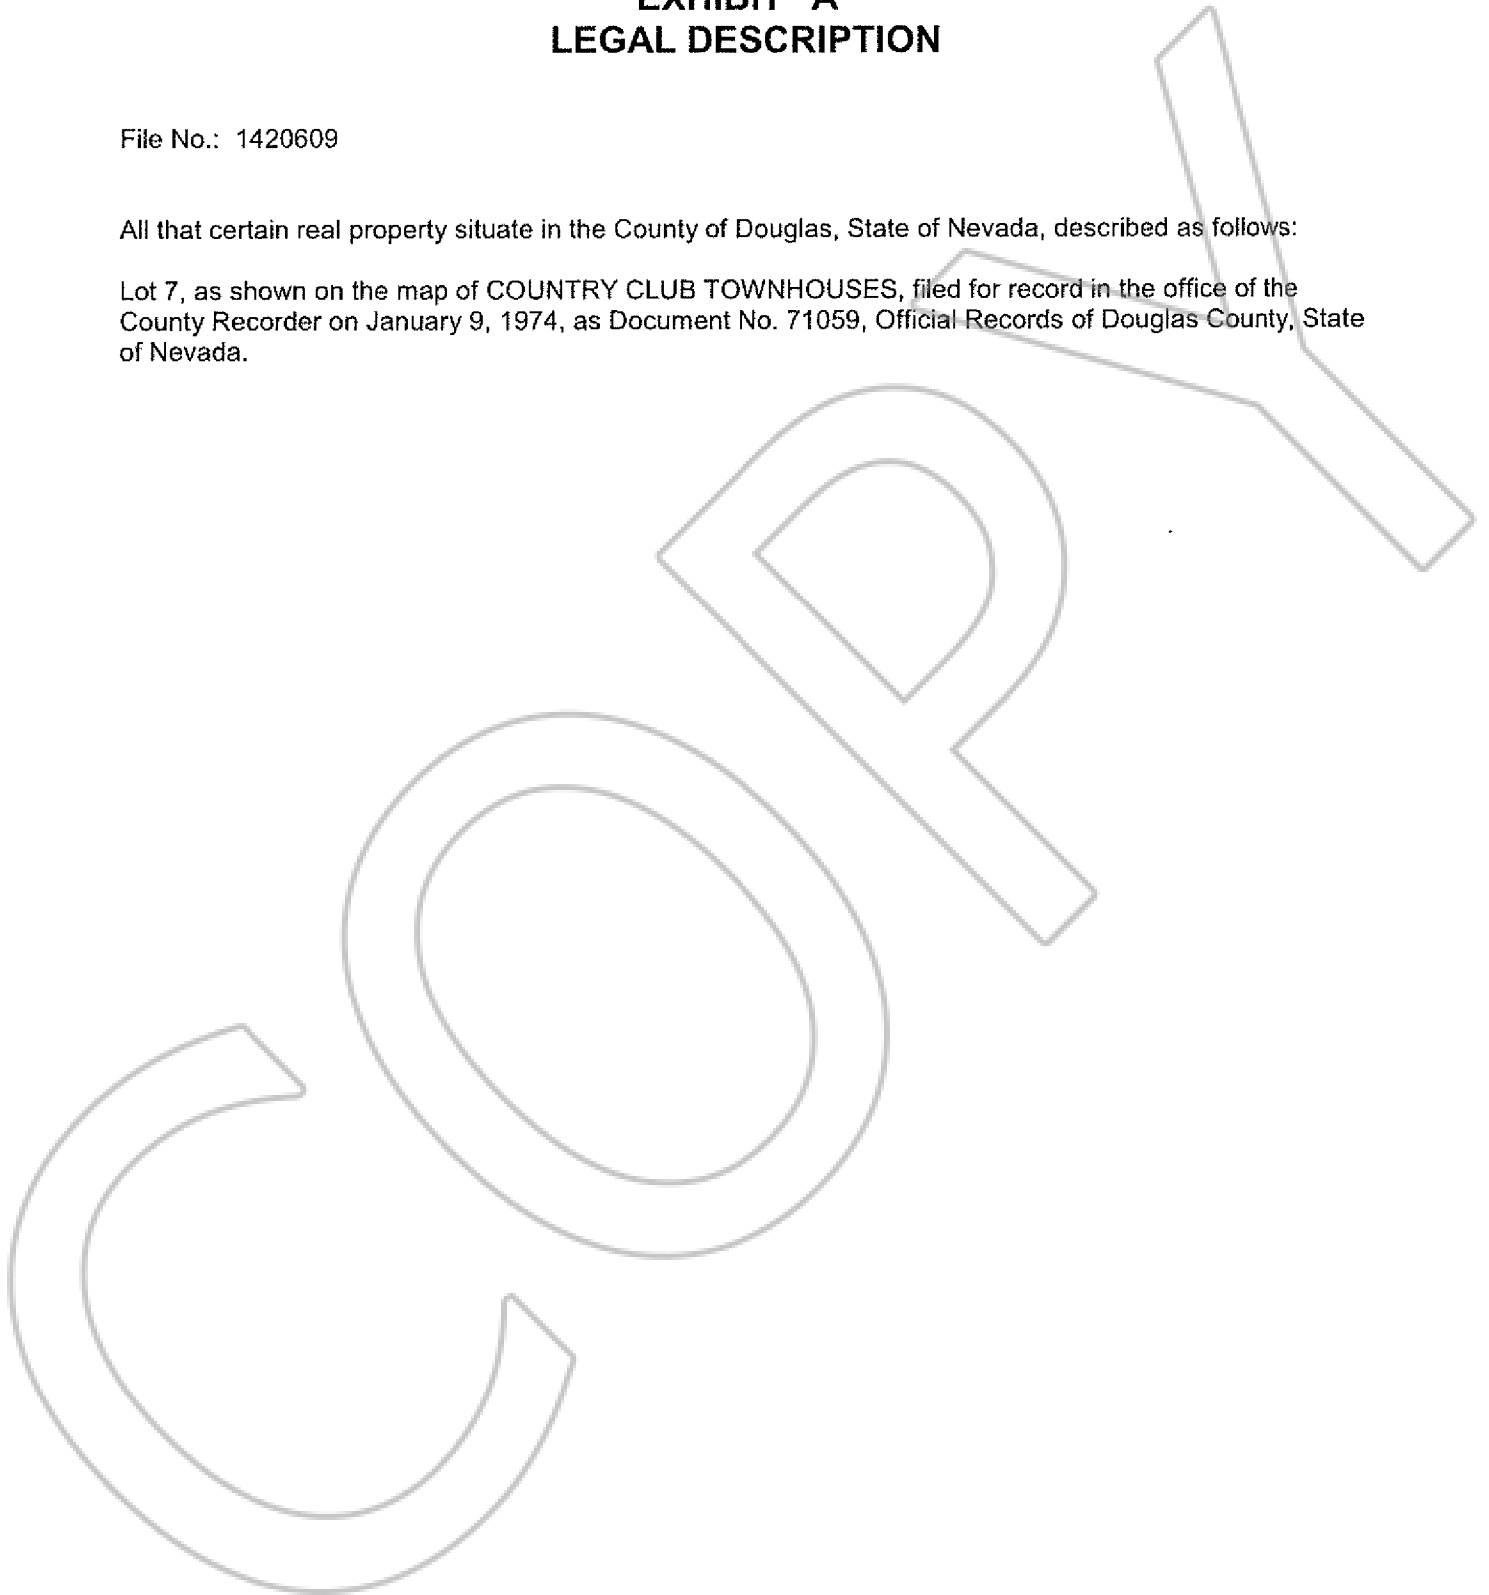 EXHIBIT "A"
LEGAL DESCRIPTION
File No.: 1420609
All that certain real property situate in the County of Douglas, State of Nevada, described as follows:
Lot 7, as shown on the map of COUNTRY CLUB TOWNHOUSES, filed for record in the office of the
County Recorder on January 9, 1974, as Document No. 71059, Official Records of Douglas County, State
of Nevada.
COPY